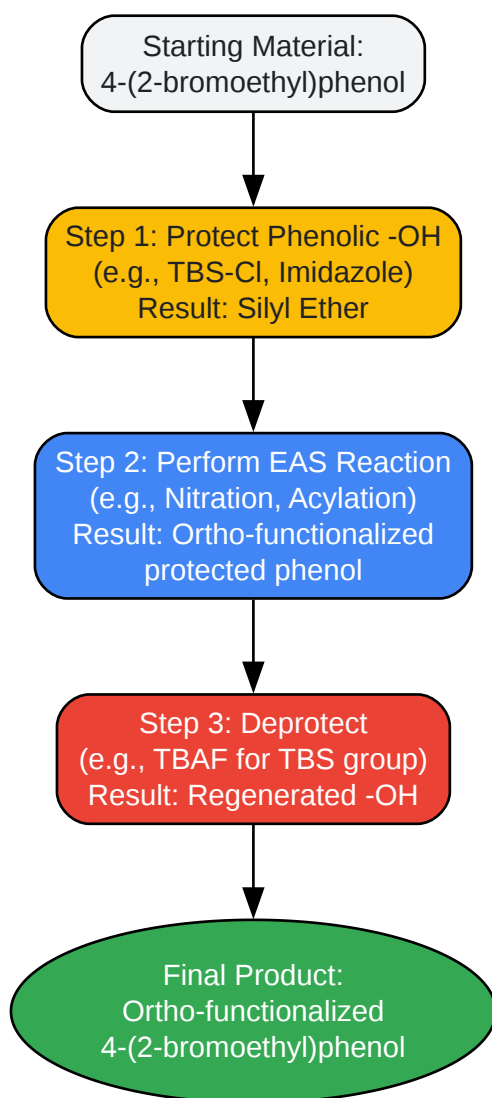 Starting Material:
4-(2-bromoethyl)phenol
Step 1: Protect Phenolic -OH
(e.g., TBS-Cl, Imidazole)
Result: Silyl Ether
Step 2: Perform EAS Reaction
(e.g., Nitration, Acylation)
Result: Ortho-functionalized
protected phenol
Step 3: Deprotect
(e.g., TBAF for TBS group)
Result: Regenerated -OH
Final Product:
Ortho-functionalized
4-(2-bromoethyl)phenol